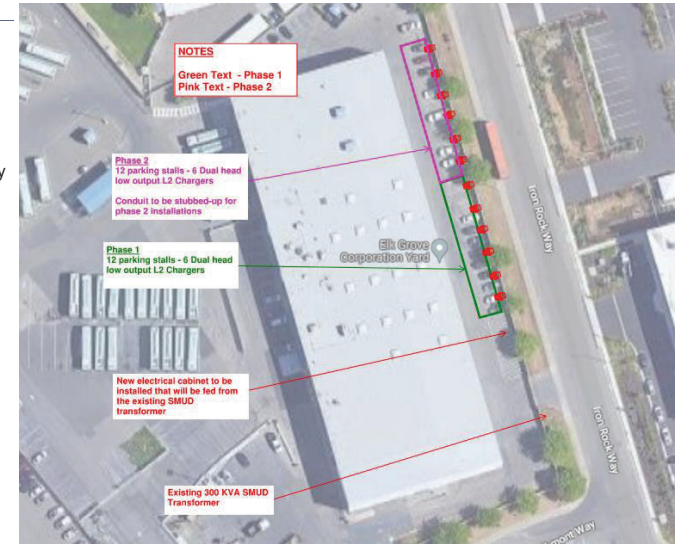 NOTES
Green Text - Phase 1
Pink Text - Phase 2
Phase 2
12 parking stalls - 6 Dual head
low output L2 Chargers
Conduit to be stubbed-up for
phase 2 installations
Phase 1
12 parking stalls - 6 Dual head
low output L2 Chargers
Elk Grove
Corporation Yard
Iron Rock Way
New electrical cabinet to be
installed that will be fed from
the existing SMUD
transformer
Iron Rock Way
Existing 300 KVA SMUD
Transformer
mont Way
y